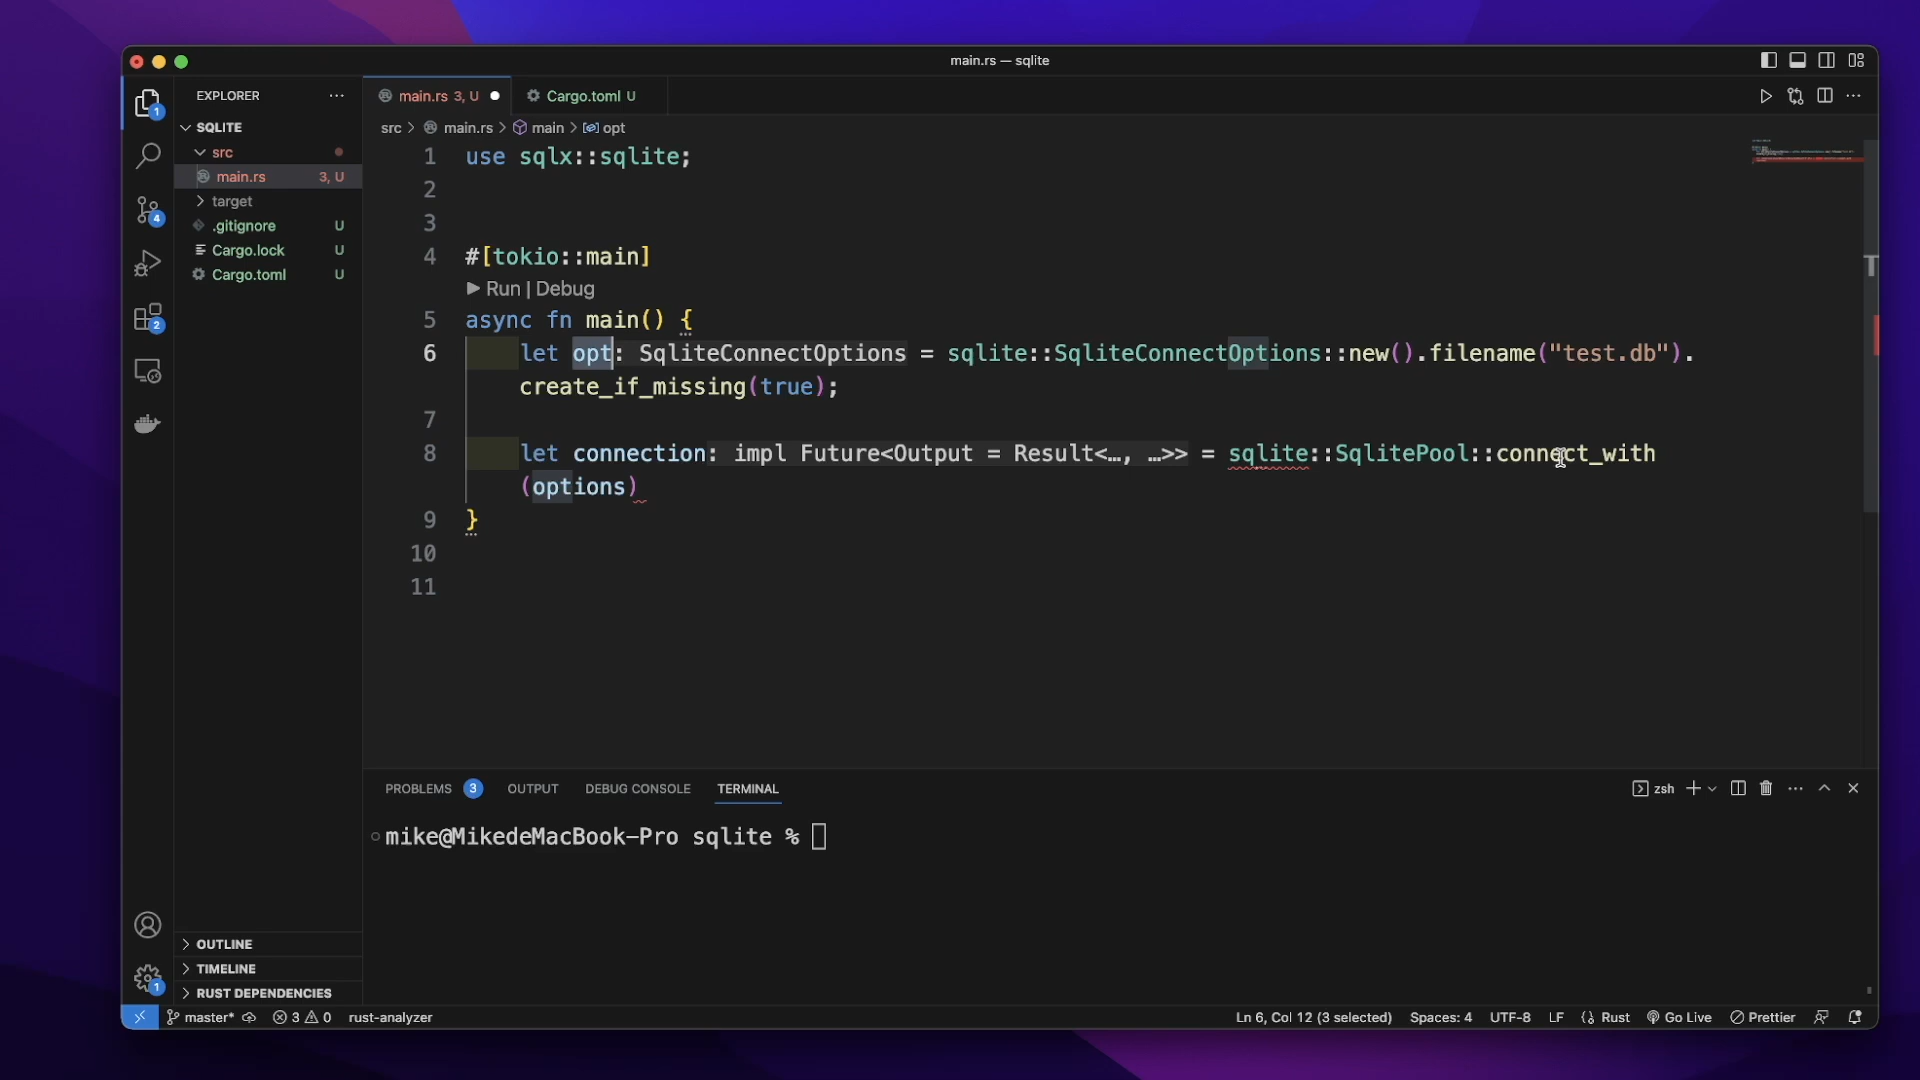 main.rs — sqlite
EXPLORER
main.rs 3, U
Cargo.toml U
SQLITE
src > main.rs > main > opt
src
main.rs 3, U
target
.gitignore U
Cargo.lock U
Cargo.toml U
1 use sqlx::sqlite;
2
3
4 #[tokio::main]
Run | Debug
5 async fn main() {
6 let opt: SqliteConnectOptions = sqlite::SqliteConnectOptions::new().filename("test.db").
create_if_missing(true);
7
8 let connection: impl Future<Output = Result<…, …>> = sqlite::SqlitePool::connect_with
(options)
9 }
10
11
1
4
2
PROBLEMS 3 OUTPUT DEBUG CONSOLE TERMINAL
zsh
mike@MikedeMacBook-Pro sqlite %
OUTLINE
TIMELINE
RUST DEPENDENCIES
1
master* 3 0 rust-analyzer
Ln 6, Col 12 (3 selected) Spaces: 4 UTF-8 LF Rust Go Live Prettier